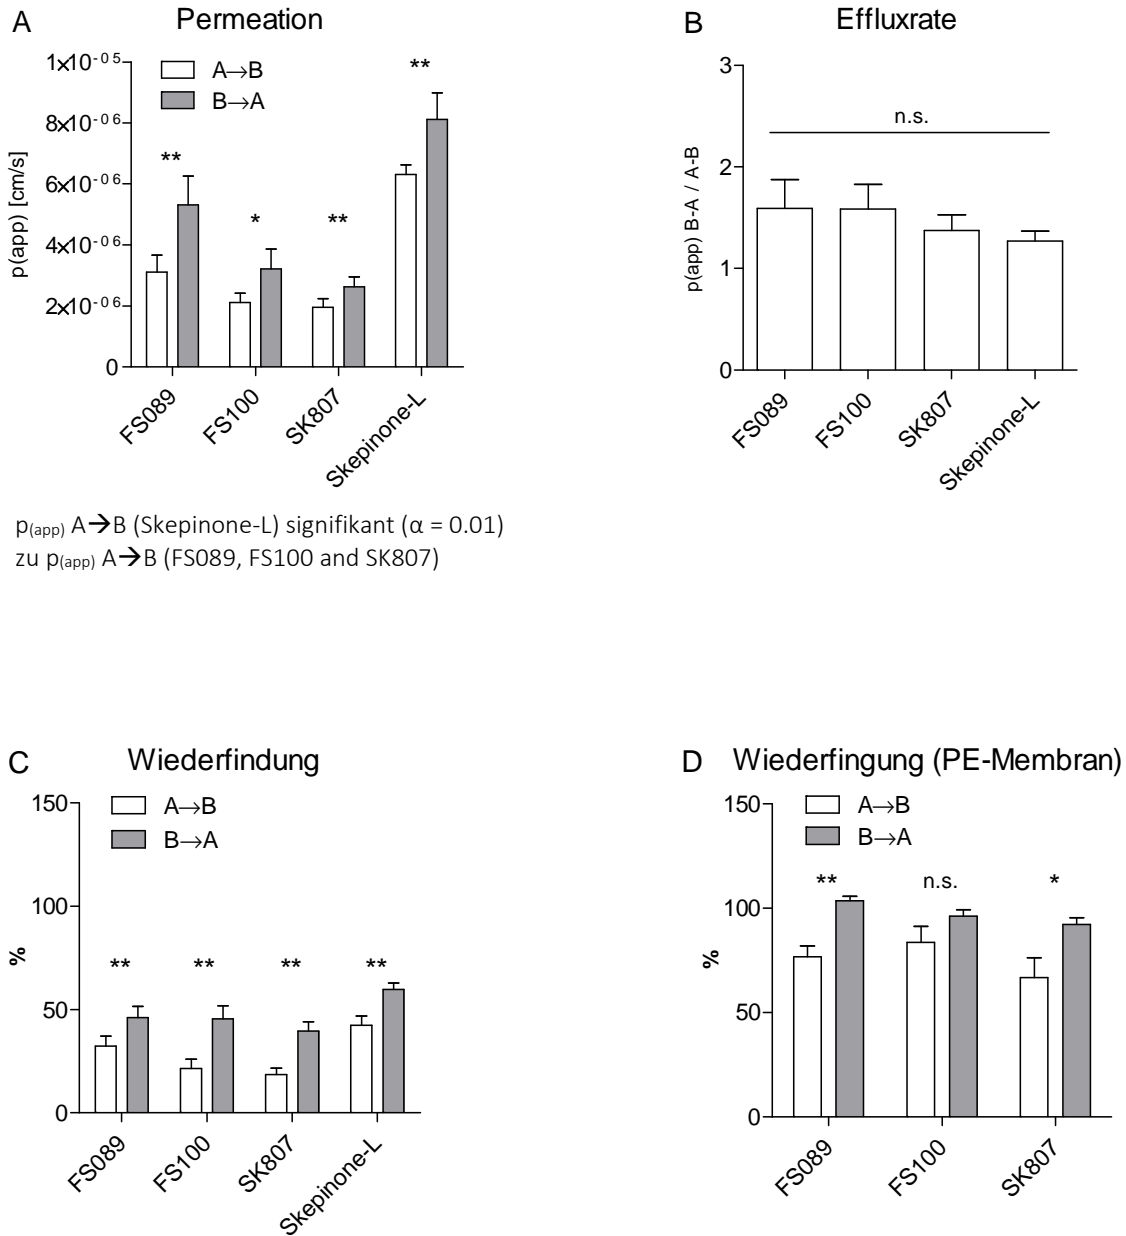 A Permeation
1×10⁻⁰⁵
8×10⁻⁰⁶
6×10⁻⁰⁶
4×10⁻⁰⁶
2×10⁻⁰⁶
0
p(app) [cm/s]
A→B
B→A
**
*
**
**
FS089
FS100
SK807
Skepinone-L
p(app) A➔B (Skepinone-L) signifikant (α = 0.01)
zu p(app) A➔B (FS089, FS100 and SK807)
B Effluxrate
3
2
1
0
p(app) B-A / A-B
n.s.
FS089
FS100
SK807
Skepinone-L
C Wiederfindung
150
100
50
0
%
A→B
B→A
**
**
**
**
FS089
FS100
SK807
Skepinone-L
D Wiederfingung (PE-Membran)
150
100
50
0
%
A→B
B→A
**
n.s.
*
FS089
FS100
SK807